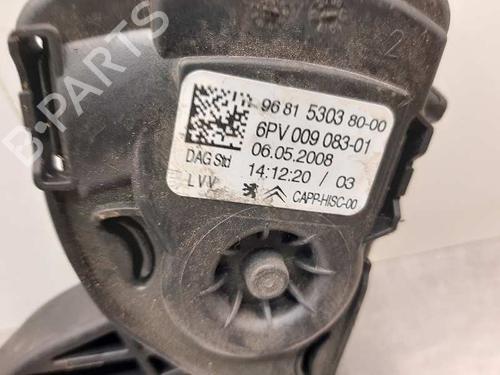 96 81 5303 80-00
6PV 009 083-01
DAG Std 06.05.2008
LVV 14:12:20 / 03
CAPP-HISC-00
2
B-PARTS